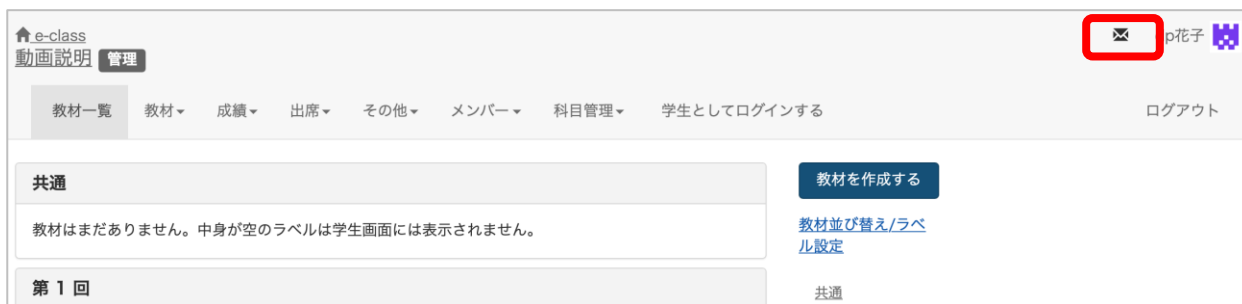 e-class
動画説明 管理
p花子
教材一覧 教材 成績 出席 その他 メンバー 科目管理 学生としてログインする ログアウト
共通
教材はまだありません。中身が空のラベルは学生画面には表示されません。
第 1 回
教材を作成する
教材並び替え/ラベ
ル設定
共通